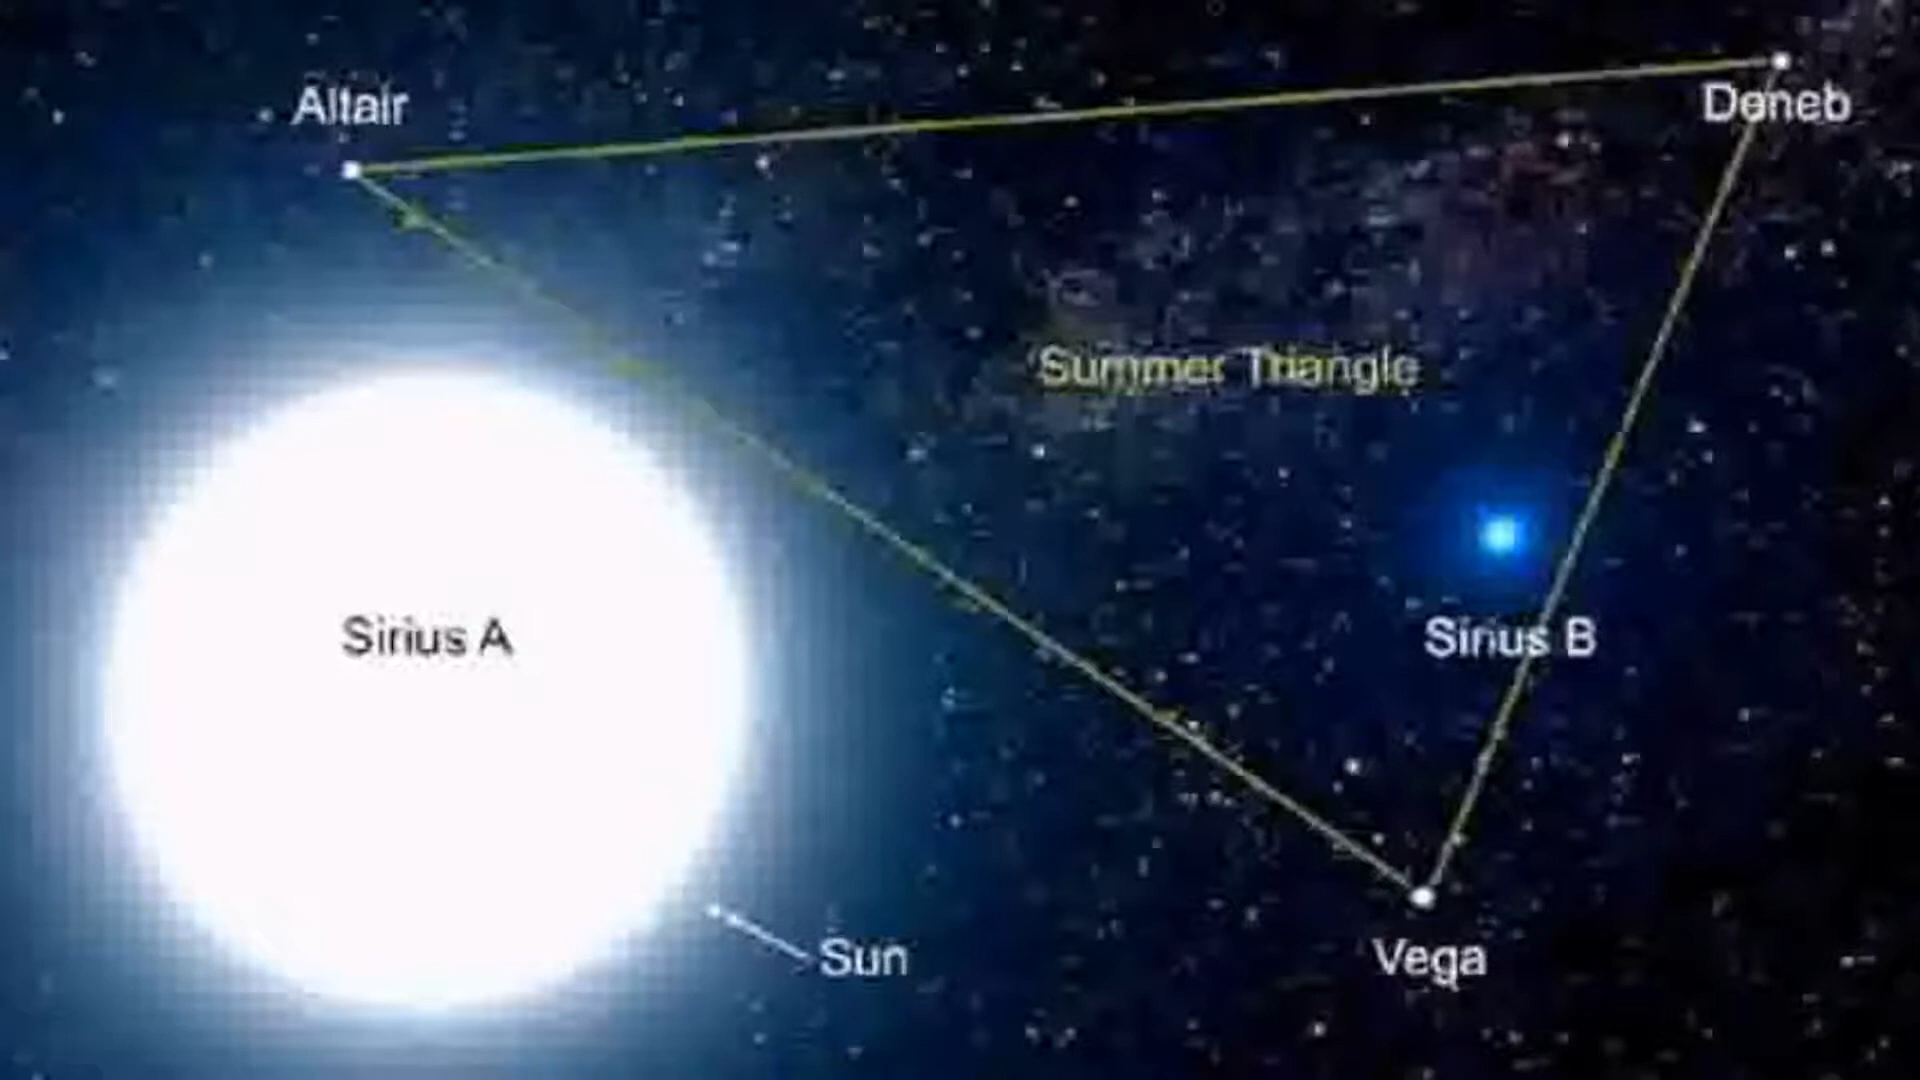 Altair
Deneb
Summer Triangle
Sirius A
Sirius B
Sun
Vega